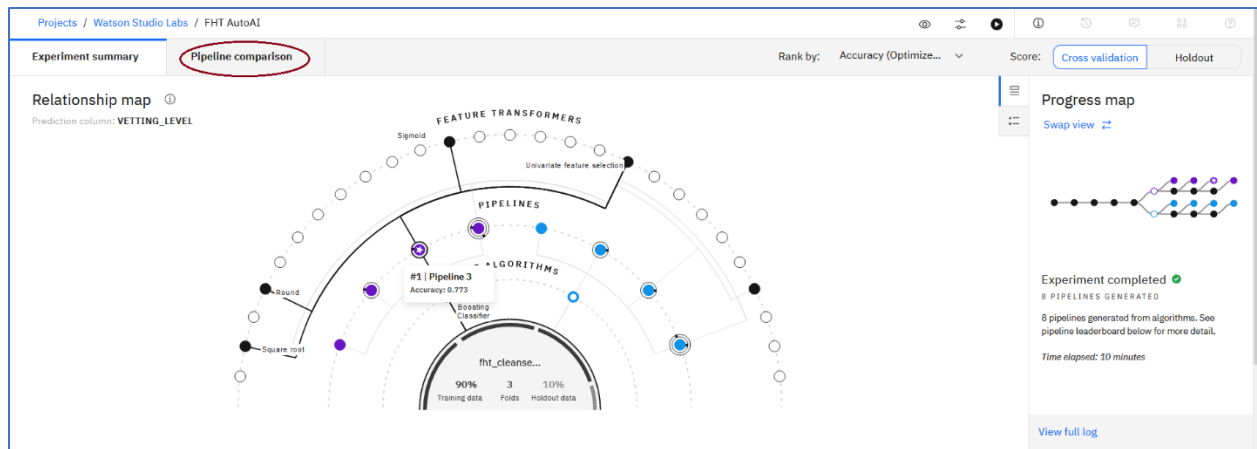 Projects / Watson Studio Labs / FHT AutoAI
Experiment summary
Pipeline comparison
Rank by: Accuracy (Optimize...
Score: Cross validation Holdout
Relationship map
Prediction column: VETTING_LEVEL
FEATURE TRANSFORMERS
Sigmoid
Univariate feature selection
PIPELINES
ALGORITHMS
#1 | Pipeline 3
Accuracy: 0.773
Round
Boosting
Classifier
Square root
fht_cleanse...
90% 3 10%
Training data Folds Holdout data
Progress map
Swap view
Experiment completed
8 PIPELINES GENERATED
8 pipelines generated from algorithms. See
pipeline leaderboard below for more detail.
Time elapsed: 10 minutes
View full log